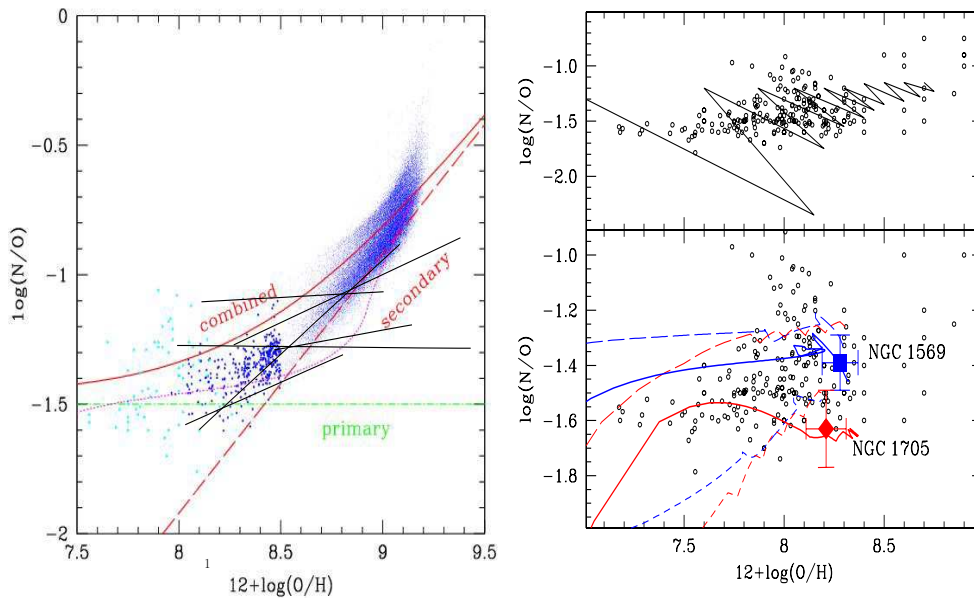 0
-0.5
-1
-1.5
-2
log(N/O)
combined
secondary
primary
7.5 8 8.5 9 9.5
1
12+log(O/H)
-1.0
-1.5
-2.0
log(N/O)
-1.0
-1.2
-1.4
-1.6
-1.8
log(N/O)
NGC 1569
NGC 1705
7.5 8.0 8.5
12+log(O/H)